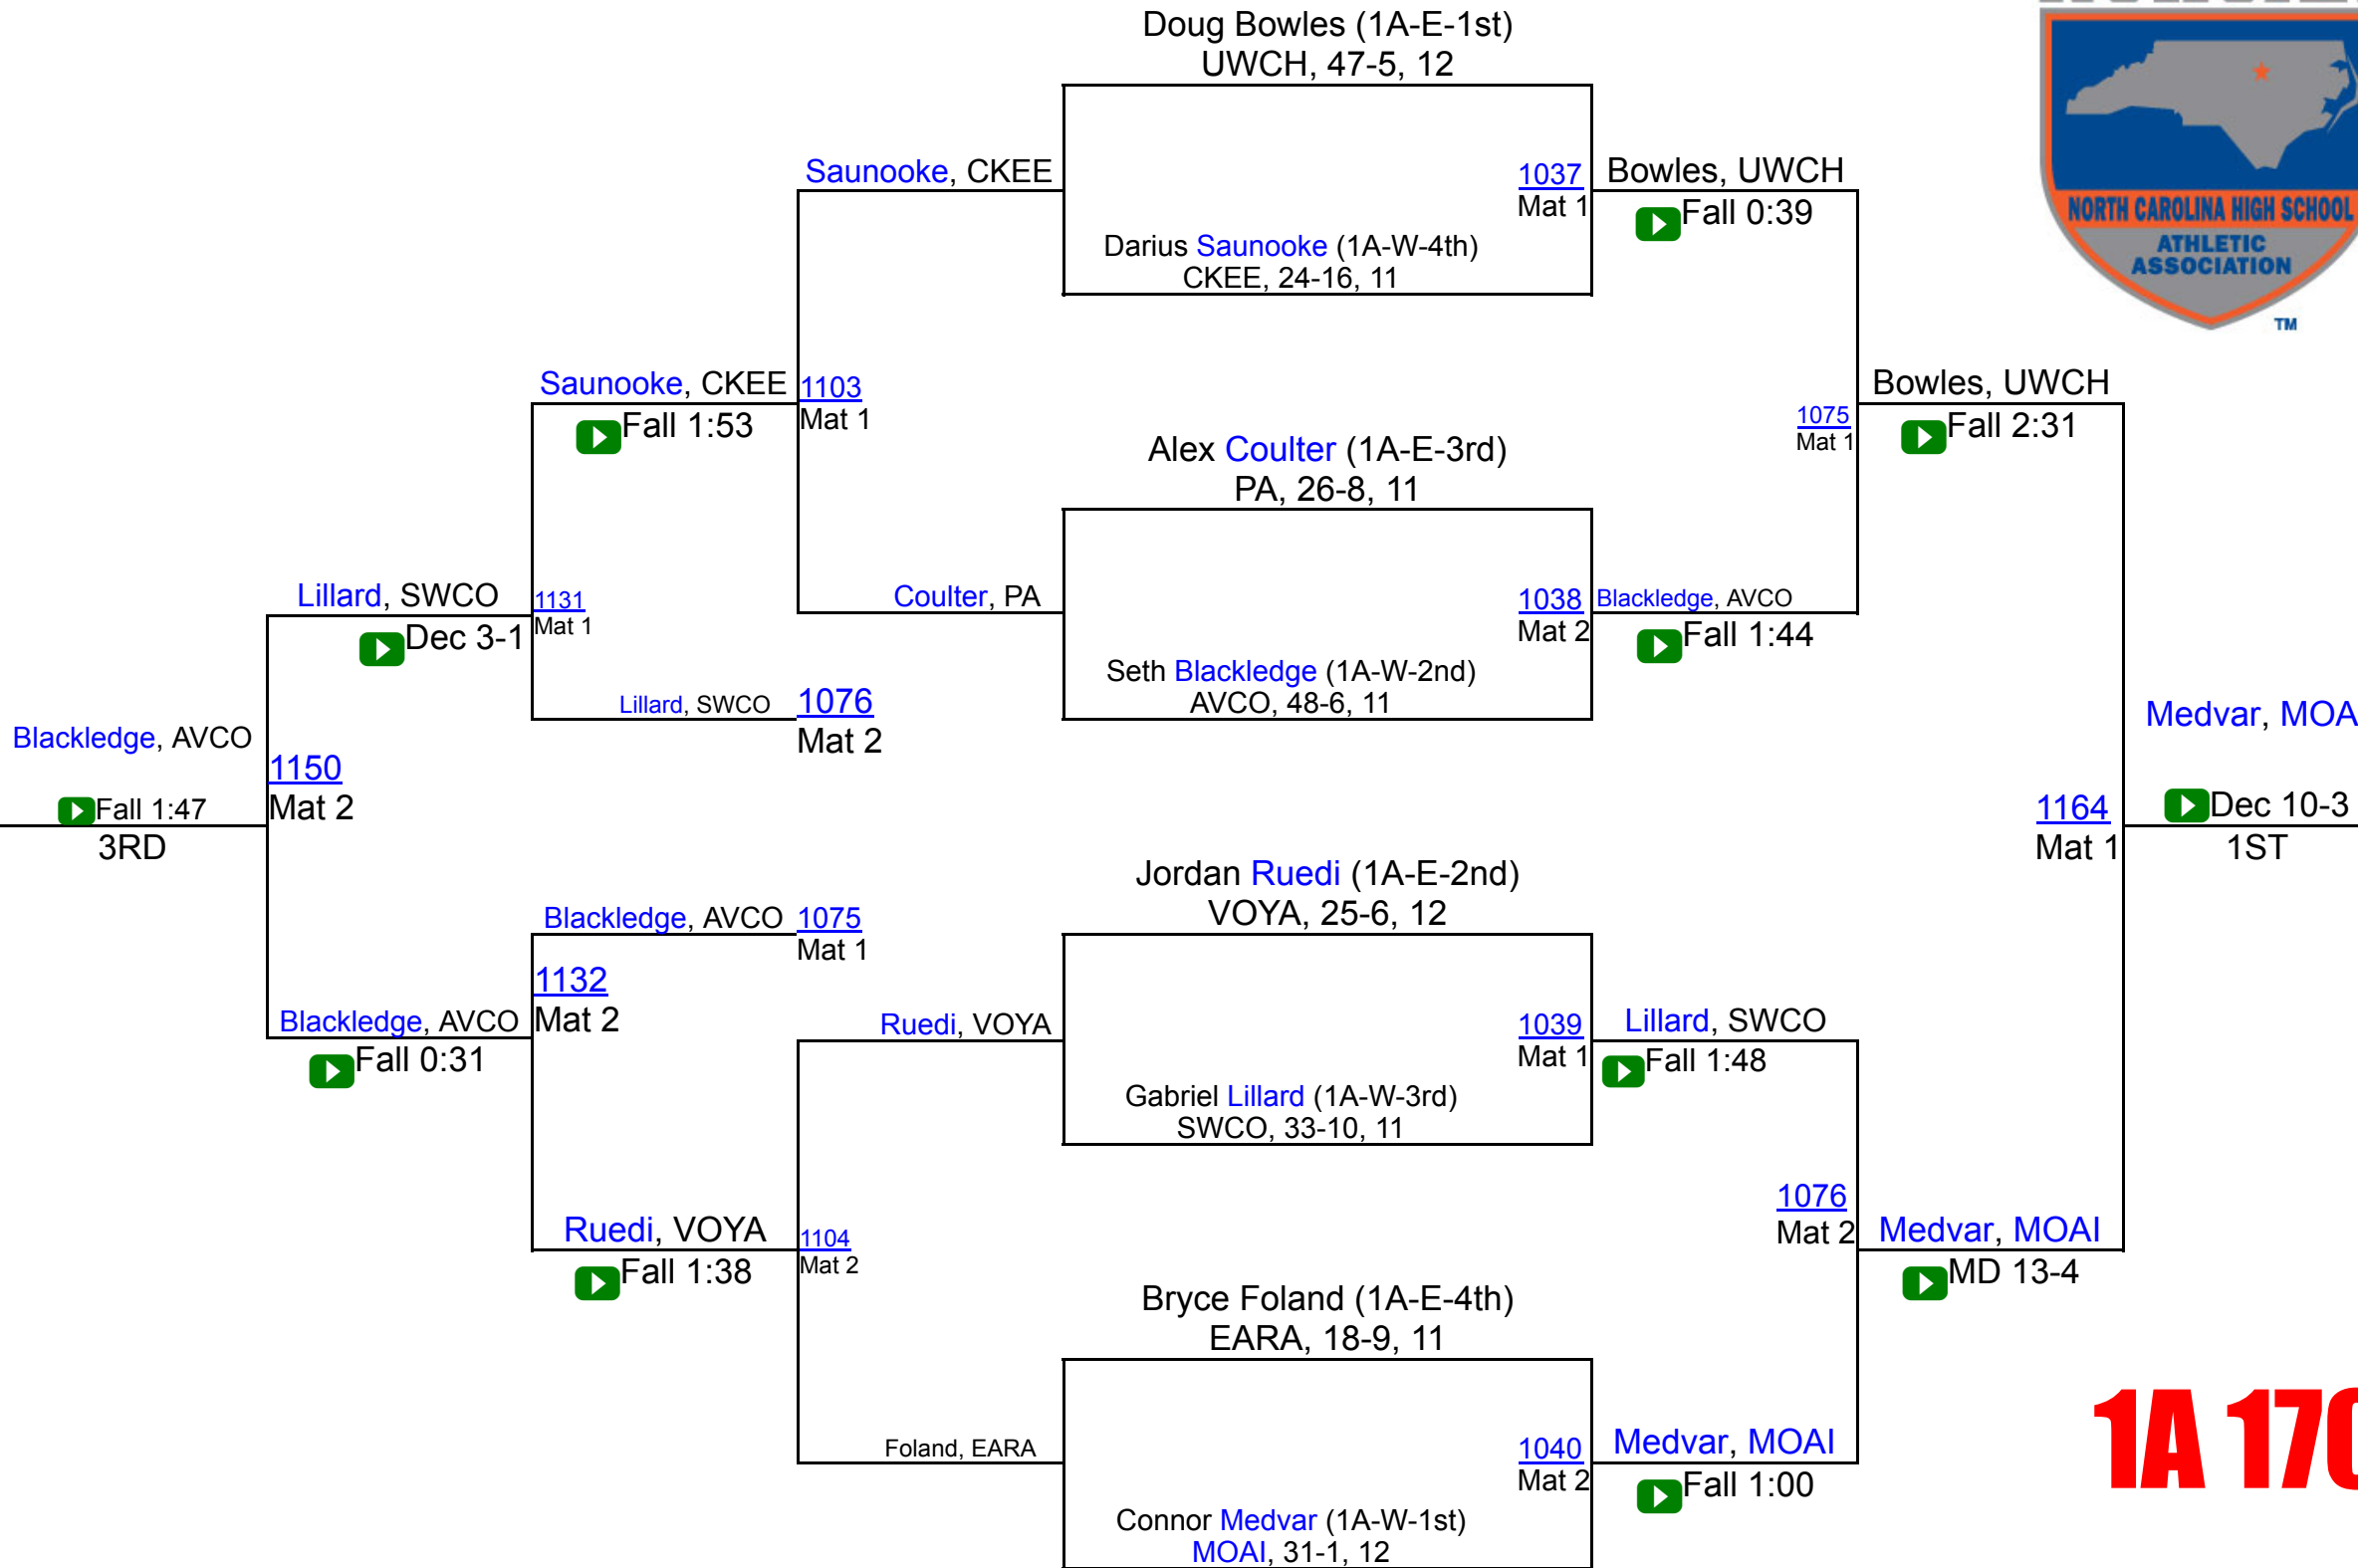 Doug Bowles (1A-E-1st)
UWCH, 47-5, 12
Saunooke, CKEE
1037
Mat 1
Bowles, UWCH
Fall 0:39
Darius Saunooke (1A-W-4th)
CKEE, 24-16, 11
NORTH CAROLINA HIGH SCHOOL
ATHLETIC
ASSOCIATION
TM
Saunooke, CKEE
Fall 1:53
1103
Mat 1
Bowles, UWCH
Fall 2:31
1075
Mat 1
Alex Coulter (1A-E-3rd)
PA, 26-8, 11
Lillard, SWCO
Dec 3-1
1131
Mat 1
Coulter, PA
1038
Mat 2
Blackledge, AVCO
Fall 1:44
Seth Blackledge (1A-W-2nd)
AVCO, 48-6, 11
Lillard, SWCO
1076
Mat 2
Blackledge, AVCO
Fall 1:47
3RD
1150
Mat 2
Medvar, MOA
Dec 10-3
1ST
1164
Mat 1
Jordan Ruedi (1A-E-2nd)
VOYA, 25-6, 12
Blackledge, AVCO
1075
Mat 1
1132
Mat 2
Blackledge, AVCO
Fall 0:31
Ruedi, VOYA
1039
Mat 1
Lillard, SWCO
Fall 1:48
Gabriel Lillard (1A-W-3rd)
SWCO, 33-10, 11
Ruedi, VOYA
Fall 1:38
1104
Mat 2
1076
Mat 2
Medvar, MOAI
MD 13-4
Bryce Foland (1A-E-4th)
EARA, 18-9, 11
Foland, EARA
1040
Mat 2
Medvar, MOAI
Fall 1:00
Connor Medvar (1A-W-1st)
MOAI, 31-1, 12
1A 170